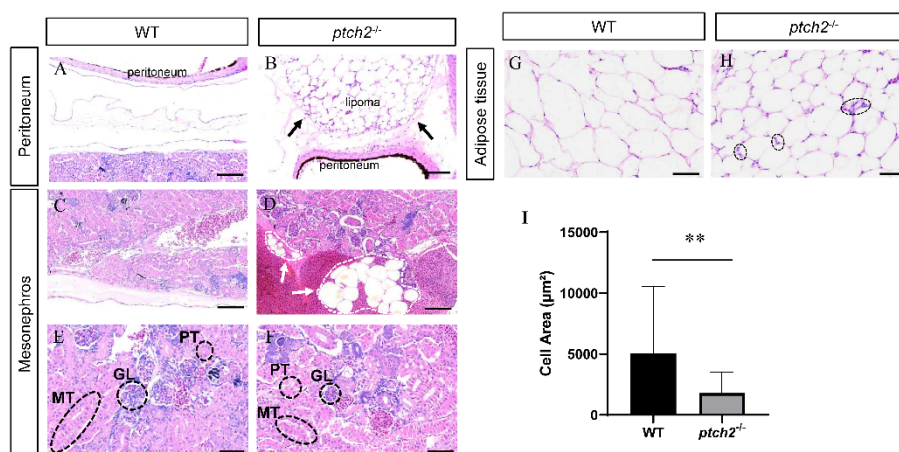 WT
ptch2-/-
Peritoneum
A
peritoneum
B
lipoma
peritoneum
Mesonephros
C
D
E
PT
GL
MT
F
PT
GL
MT
WT
ptch2-/-
Adipose tissue
G
H
I
15000
**
10000
5000
0
Cell Area (µm²)
WT
ptch2-/-